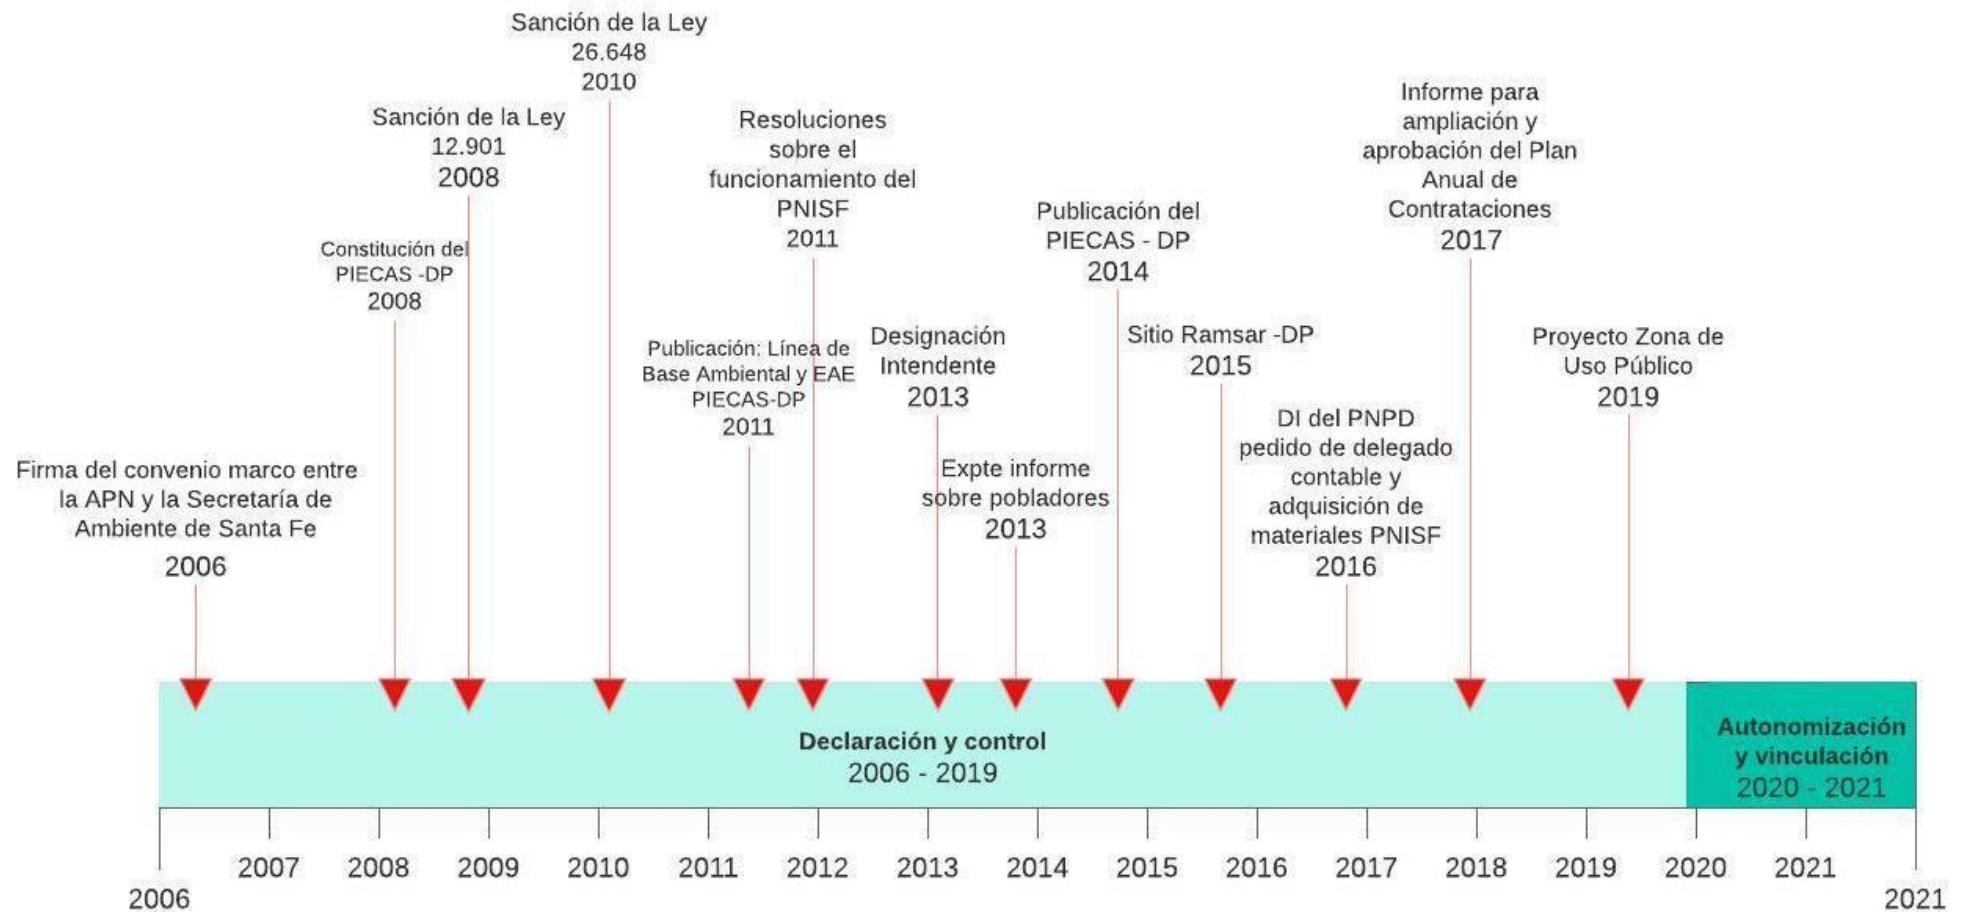 Firma del convenio marco entre
la APN y la Secretaría de
Ambiente de Santa Fe
2006
Constitución del
PIECAS -DP
2008
Sanción de la Ley
12.901
2008
Sanción de la Ley
26.648
2010
Publicación: Línea de
Base Ambiental y EAE
PIECAS-DP
2011
Resoluciones
sobre el
funcionamiento del
PNISF
2011
Designación
Intendente
2013
Expte informe
sobre pobladores
2013
Publicación del
PIECAS - DP
2014
Sitio Ramsar -DP
2015
DI del PNPD
pedido de delegado
contable y
adquisición de
materiales PNISF
2016
Informe para
ampliación y
aprobación del Plan
Anual de
Contrataciones
2017
Proyecto Zona de
Uso Público
2019
Declaración y control
2006 - 2019
Autonomización
y vinculación
2020 - 2021
2006
2007
2008
2009
2010
2011
2012
2013
2014
2015
2016
2017
2018
2019
2020
2021
2021